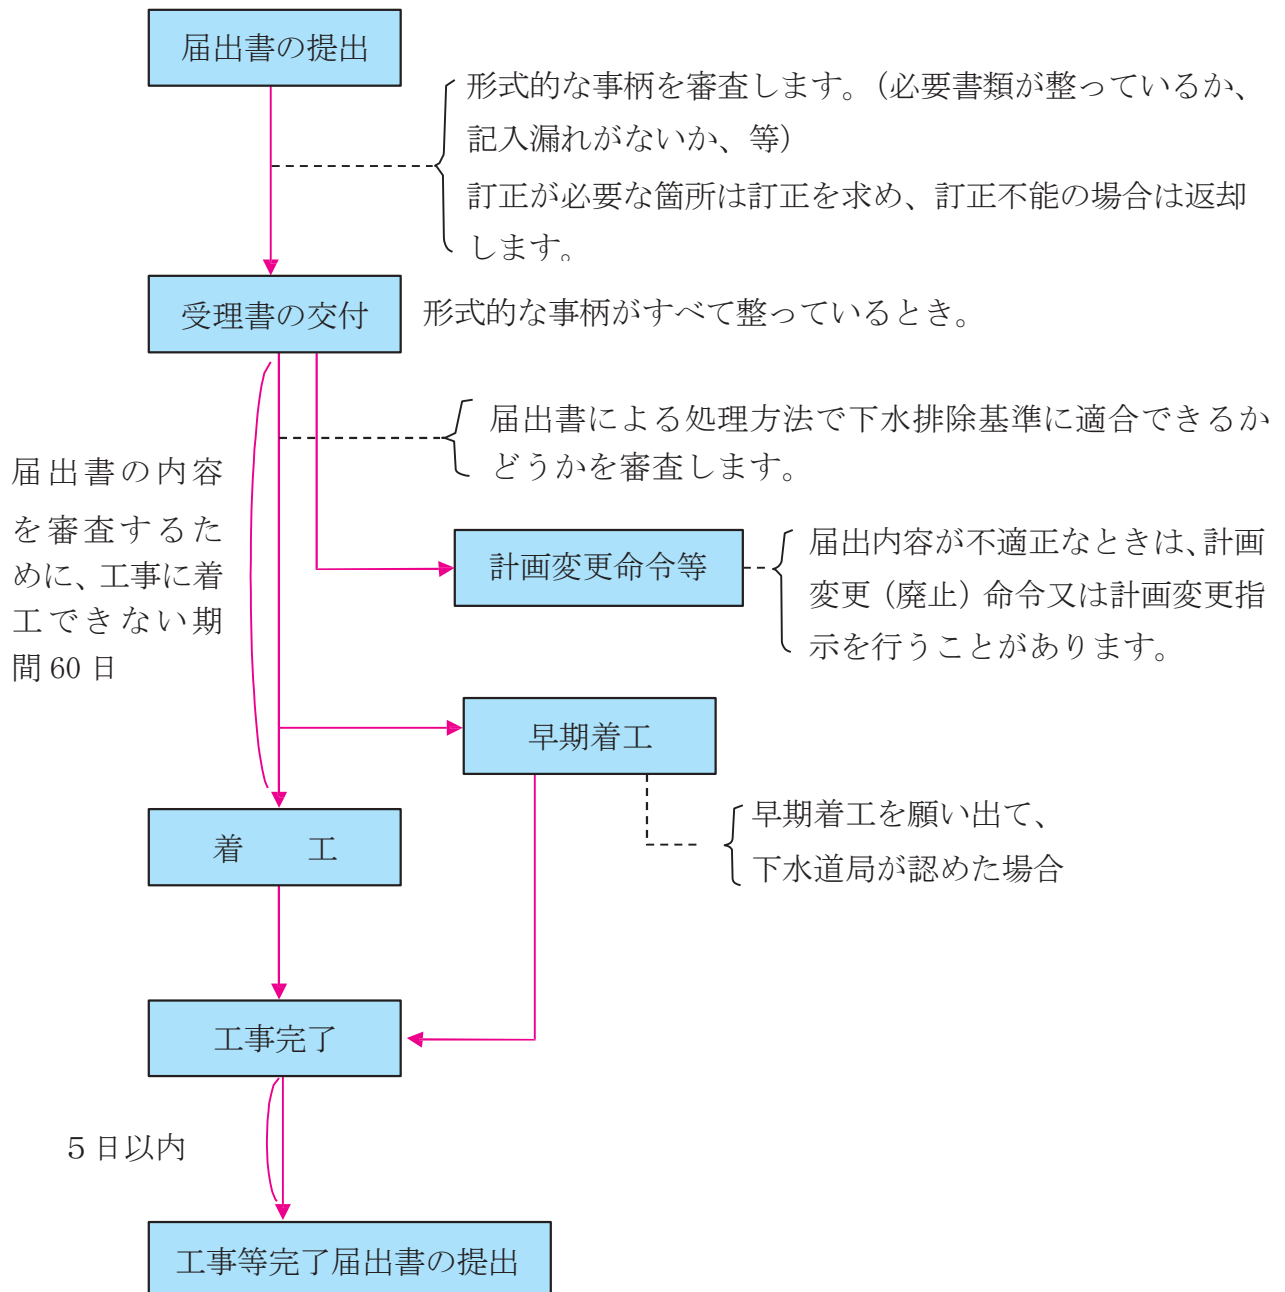 届出書の提出
形式的な事柄を審査します。（必要書類が整っているか、
記入漏れがないか、等）
訂正が必要な箇所は訂正を求め、訂正不能の場合は返却
します。
受理書の交付
形式的な事柄がすべて整っているとき。
届出書による処理方法で下水排除基準に適合できるか
どうかを審査します。
届出書の内容
を審査するた
めに、工事に着
工できない期
間 60 日
計画変更命令等
届出内容が不適正なときは、計画
変更（廃止）命令又は計画変更指
示を行うことがあります。
早期着工
早期着工を願い出て、
下水道局が認めた場合
着　　工
工事完了
５日以内
工事等完了届出書の提出